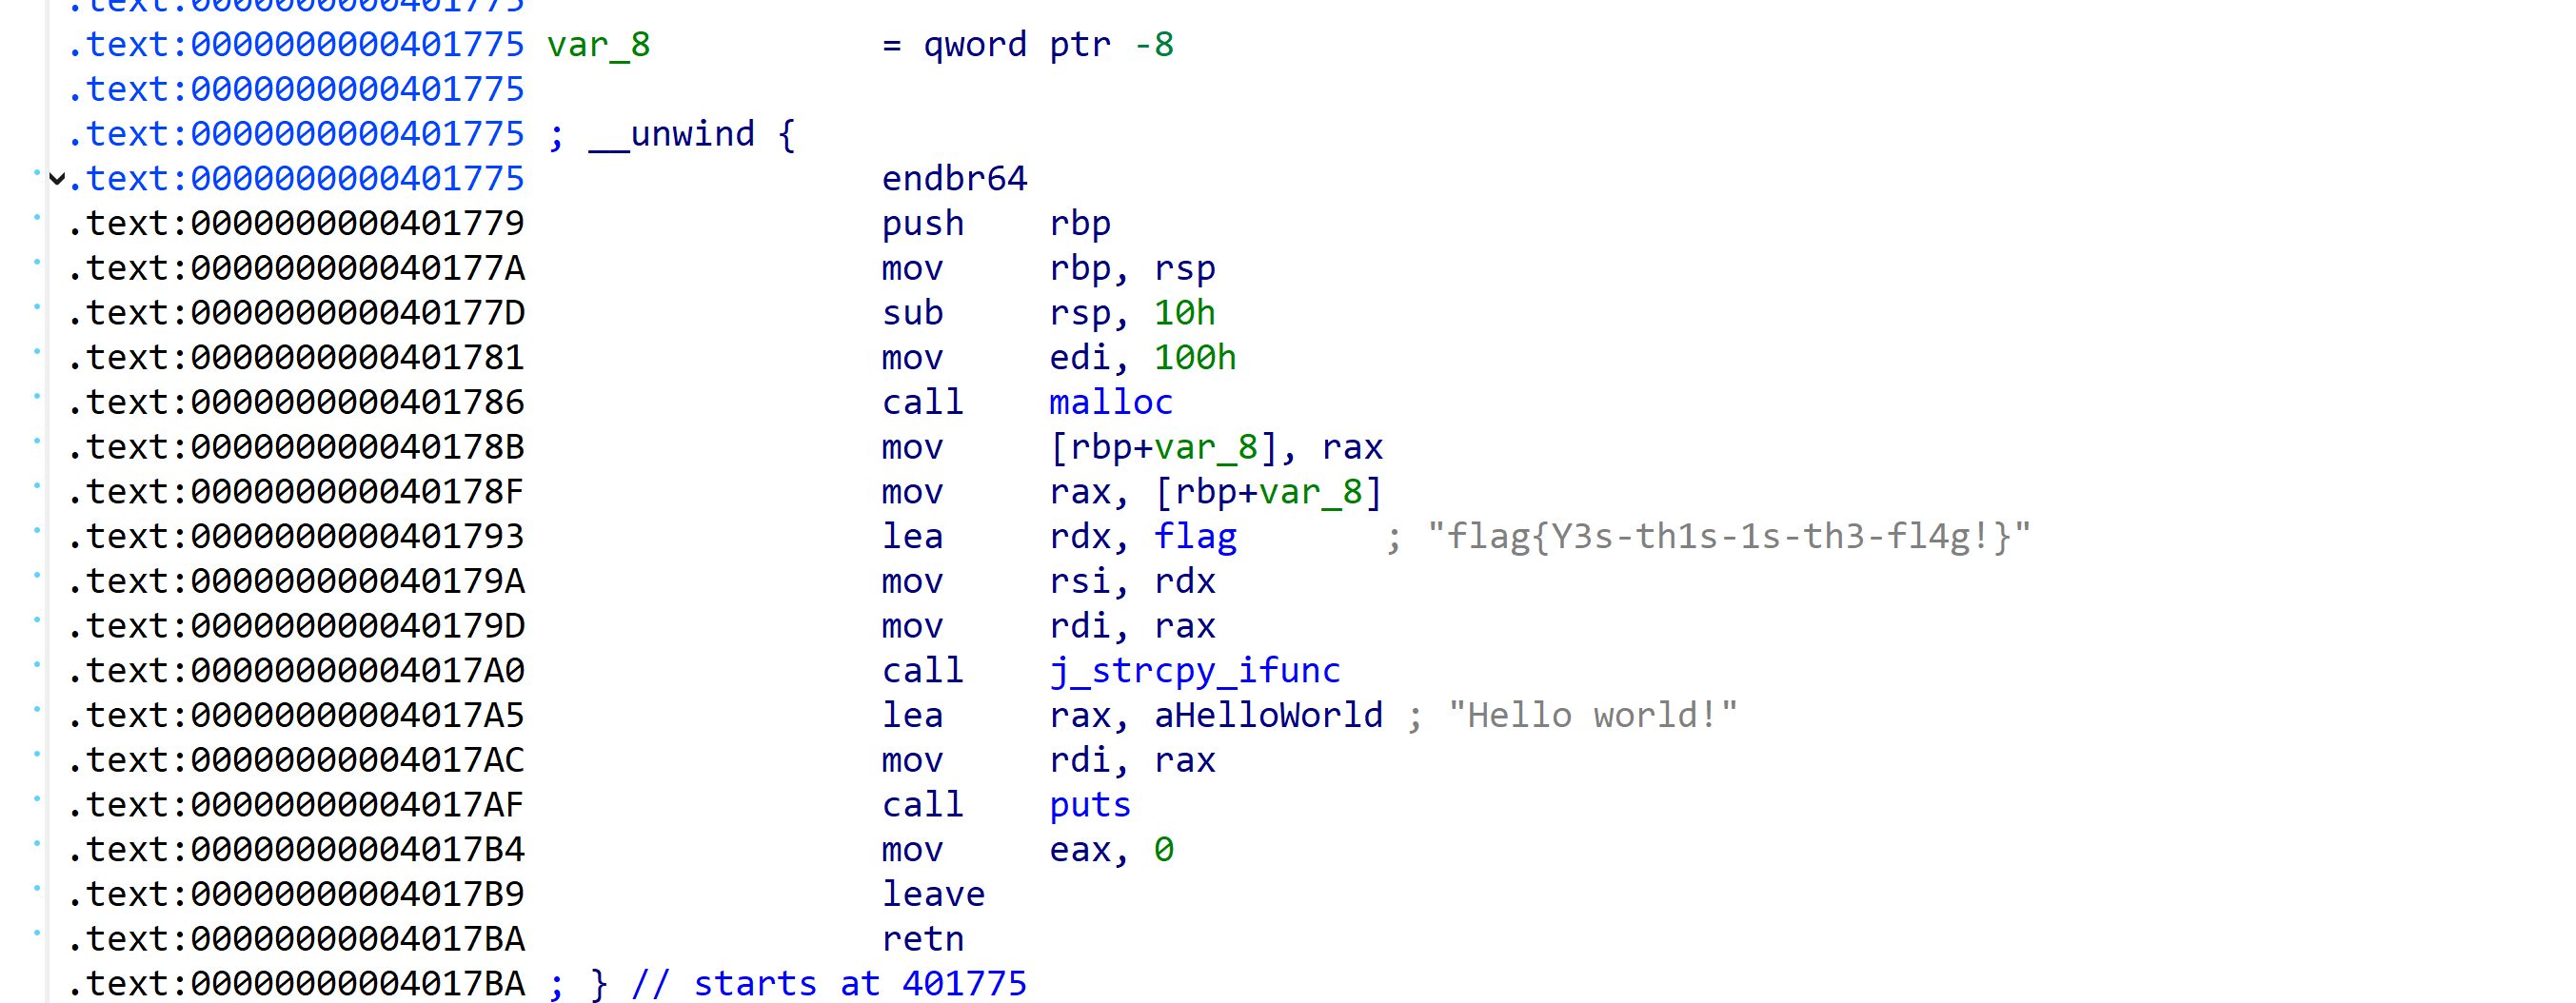 .text:0000000000401775
.text:0000000000401775 var_8           = qword ptr -8
.text:0000000000401775
.text:0000000000401775 ; __unwind {
.text:0000000000401775                 endbr64
.text:0000000000401779                 push    rbp
.text:000000000040177A                 mov     rbp, rsp
.text:000000000040177D                 sub     rsp, 10h
.text:0000000000401781                 mov     edi, 100h
.text:0000000000401786                 call    malloc
.text:000000000040178B                 mov     [rbp+var_8], rax
.text:000000000040178F                 mov     rax, [rbp+var_8]
.text:0000000000401793                 lea     rdx, flag       ; "flag{Y3s-th1s-1s-th3-fl4g!}"
.text:000000000040179A                 mov     rsi, rdx
.text:000000000040179D                 mov     rdi, rax
.text:00000000004017A0                 call    j_strcpy_ifunc
.text:00000000004017A5                 lea     rax, aHelloWorld ; "Hello world!"
.text:00000000004017AC                 mov     rdi, rax
.text:00000000004017AF                 call    puts
.text:00000000004017B4                 mov     eax, 0
.text:00000000004017B9                 leave
.text:00000000004017BA                 retn
.text:00000000004017BA ; } // starts at 401775